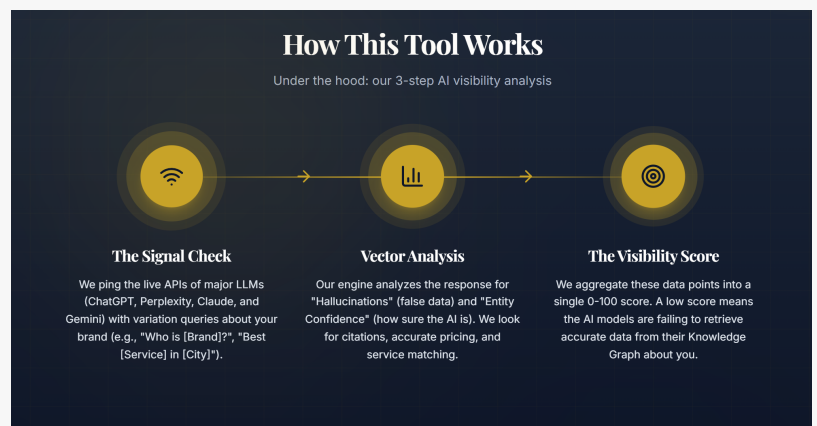 How This Tool Works
Under the hood: our 3-step AI visibility analysis
The Signal Check
We ping the live APIs of major LLMs
(ChatGPT, Perplexity, Claude, and
Gemini) with variation queries about your
brand (e.g., "Who is [Brand]?", "Best
[Service] in [City]").
Vector Analysis
Our engine analyzes the response for
"Hallucinations" (false data) and "Entity
Confidence" (how sure the AI is). We look
for citations, accurate pricing, and
service matching.
The Visibility Score
We aggregate these data points into a
single 0-100 score. A low score means
the AI models are failing to retrieve
accurate data from their Knowledge
Graph about you.